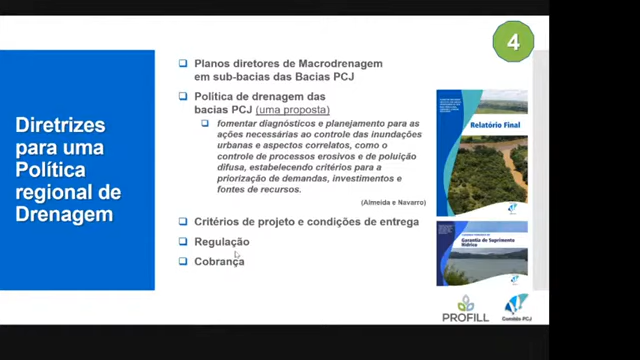 4
Diretrizes
para uma
Política
regional de
Drenagem
Planos diretores de Macrodrenagem
em sub-bacias das Bacias PCJ
Política de drenagem das
bacias PCJ (uma proposta)
fomentar diagnósticos e planejamento para as
ações necessárias ao controle das inundações
urbanas e aspectos correlatos, como o
controle de processos erosivos e de poluição
difusa, estabelecendo critérios para a
priorização de demandas, investimentos e
fontes de recursos.
(Almeida e Navarro)
Critérios de projeto e condições de entrega
Regulação
Cobrança
Relatório Final
Garantia de Suprimento
Hídrico
PROFILL
Comitês PCJ